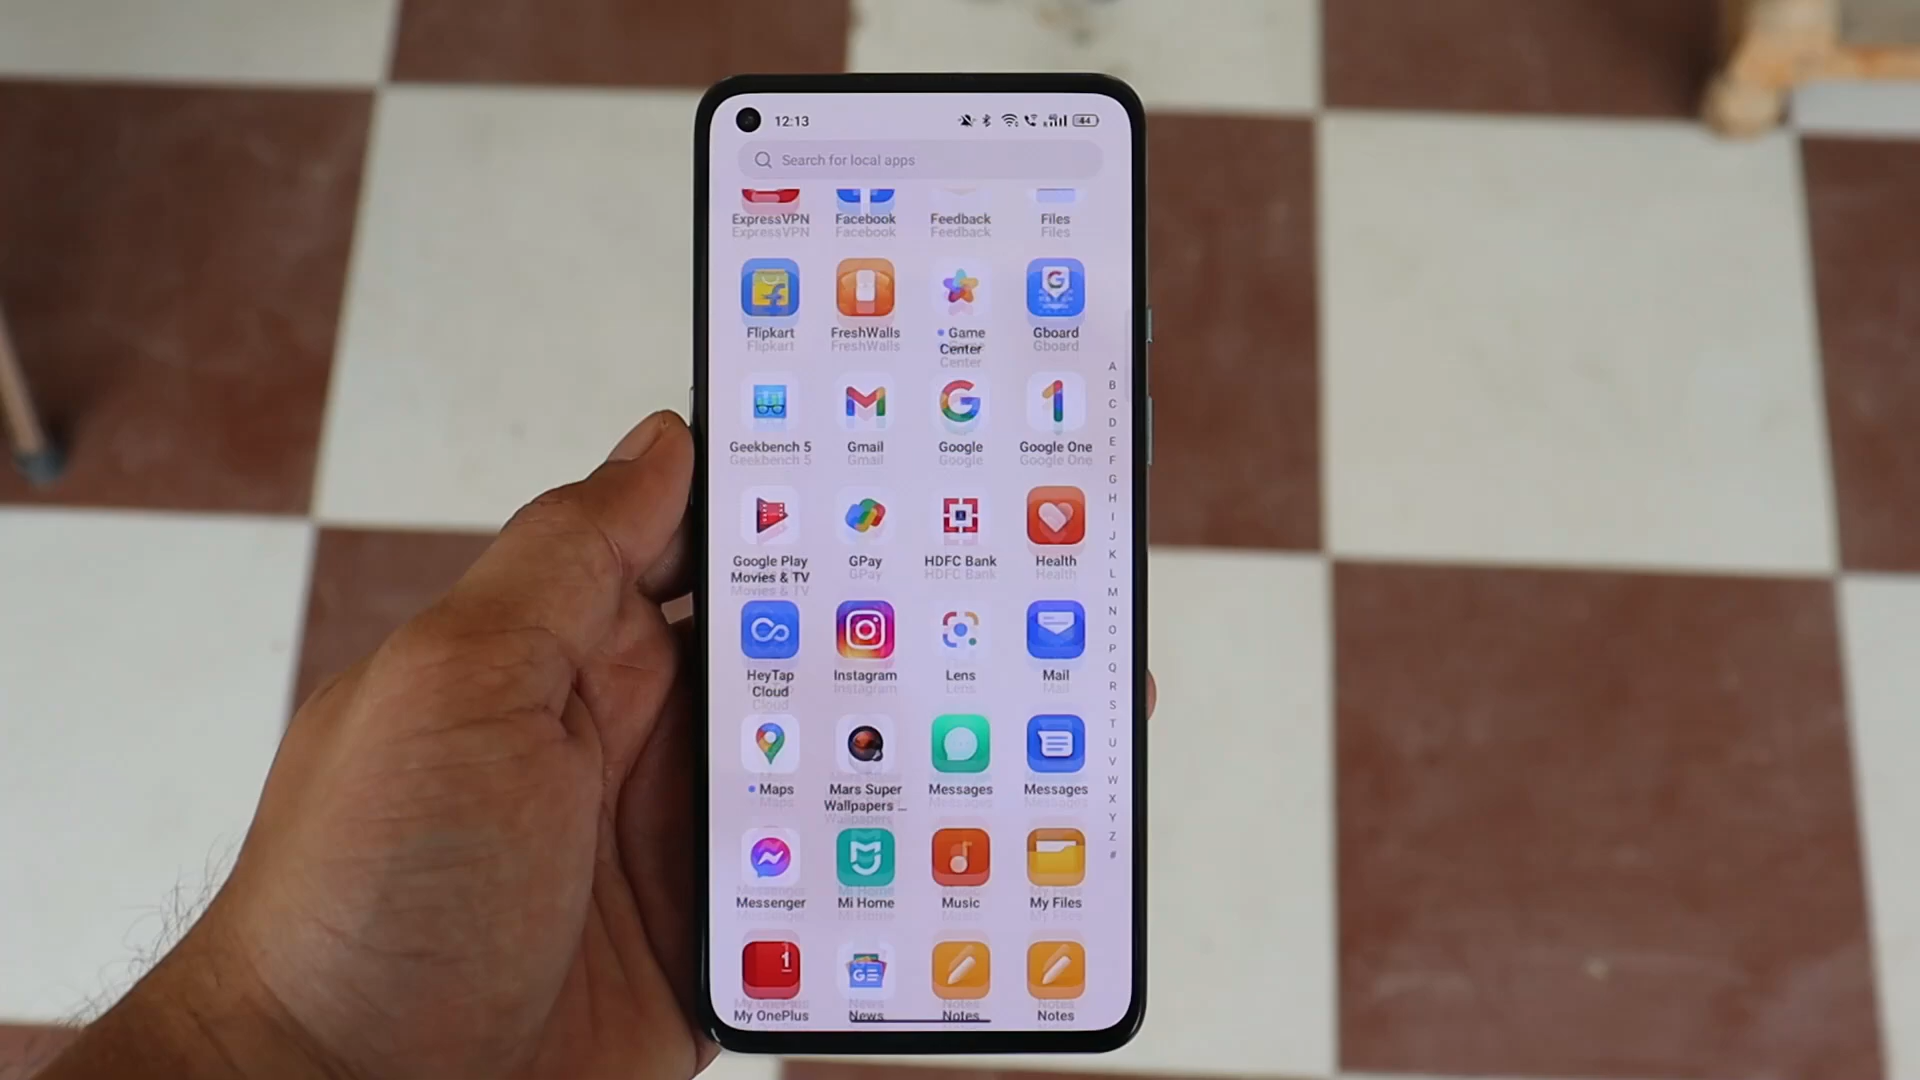 12:13
44
Search for local apps
ExpressVPN Facebook Feedback Files
Flipkart FreshWalls Game Center Gboard
Geekbench 5 Gmail Google Google One
Google Play Movies & TV GPay HDFC Bank Health
HeyTap Cloud Instagram Lens Mail
Maps Mars Super Wallpapers ... Messages Messages
Messenger Mi Home Music My Files
1
GE
My OnePlus News Notes Notes
A
B
C
D
E
F
G
H
I
J
K
L
M
N
O
P
Q
R
S
T
U
V
W
X
Y
Z
#